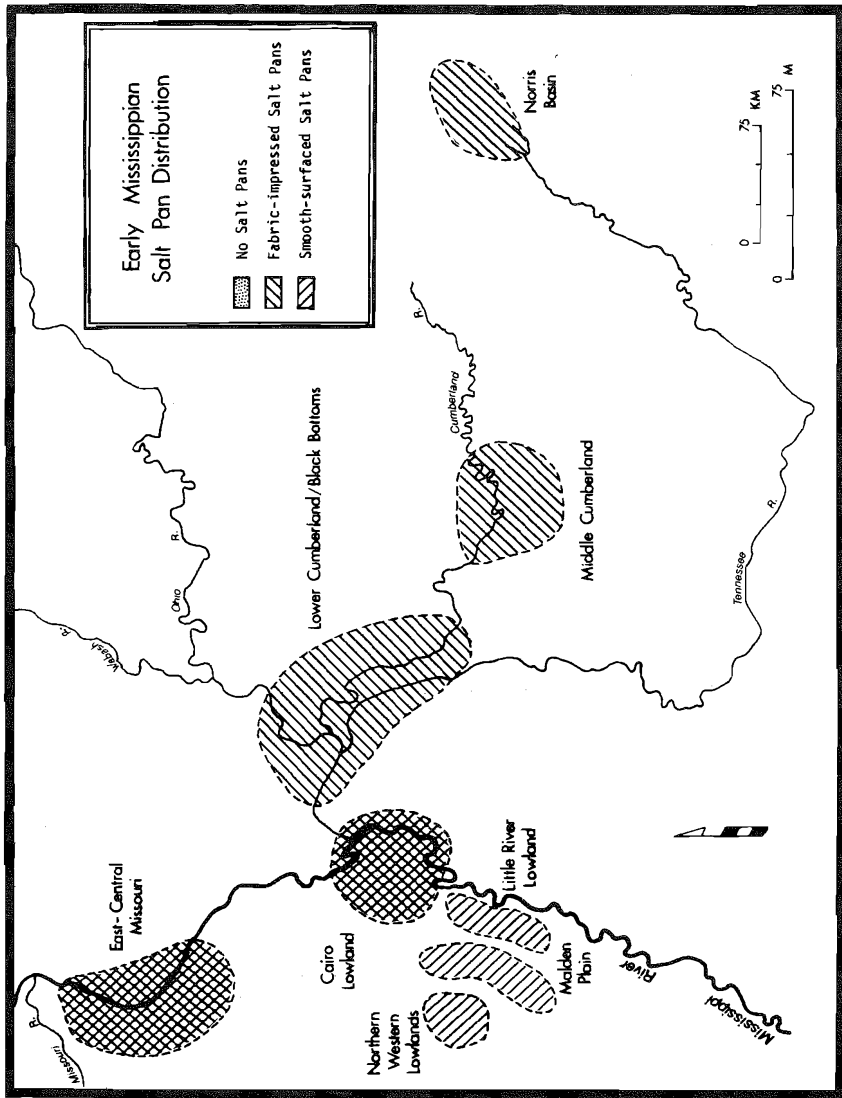 Early Mississippian
Salt Pan Distribution
No Salt Pans
Fabric-impressed Salt Pans
Smooth-surfaced Salt Pans
Missouri R.
East-Central
Missouri
Wabash R.
Ohio R.
Lower Cumberland/Black Bottoms
Cumberland R.
Norris
Basin
Cairo
Lowland
Middle Cumberland
Northern
Western
Lowlands
Malden
Plain
Little River
Lowland
Mississippi River
Tennessee R.
0 75 KM
0 75 M